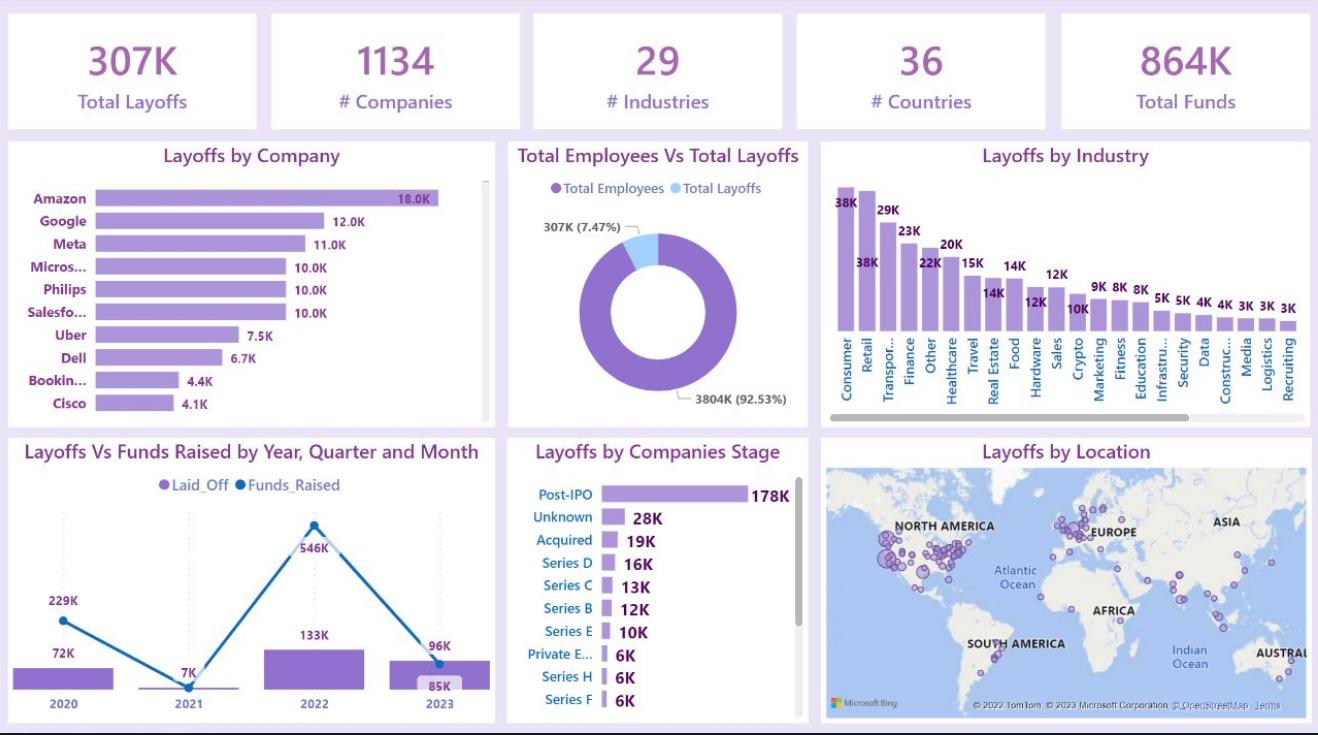 307K
Total Layoffs
1134
# Companies
29
# Industries
36
# Countries
864K
Total Funds
Layoffs by Company
Amazon 18.0K
Google 12.0K
Meta 11.0K
Micros... 10.0K
Philips 10.0K
Salesfo... 10.0K
Uber 7.5K
Dell 6.7K
Bookin... 4.4K
Cisco 4.1K
Total Employees Vs Total Layoffs
Total Employees Total Layoffs
307K (7.47%)
3804K (92.53%)
Layoffs by Industry
38K 38K 29K 23K 22K 20K 15K 14K 14K 12K 12K 10K 9K 8K 8K 5K 5K 4K 4K 3K 3K 3K
Consumer
Retail
Transpor...
Finance
Other
Healthcare
Travel
Real Estate
Food
Hardware
Sales
Crypto
Marketing
Fitness
Education
Infrastru...
Security
Data
Construc...
Media
Logistics
Recruiting
Layoffs Vs Funds Raised by Year, Quarter and Month
Laid_Off Funds_Raised
546K
229K
133K
96K
72K
7K
85K
2020 2021 2022 2023
Layoffs by Companies Stage
Post-IPO 178K
Unknown 28K
Acquired 19K
Series D 16K
Series C 13K
Series B 12K
Series E 10K
Private E... 6K
Series H 6K
Series F 6K
Layoffs by Location
NORTH AMERICA
EUROPE
ASIA
Atlantic
Ocean
AFRICA
SOUTH AMERICA
Indian
Ocean
AUSTRAL
Microsoft Bing
© 2022 TomTom, © 2023 Microsoft Corporation, © OpenStreetMap Terms